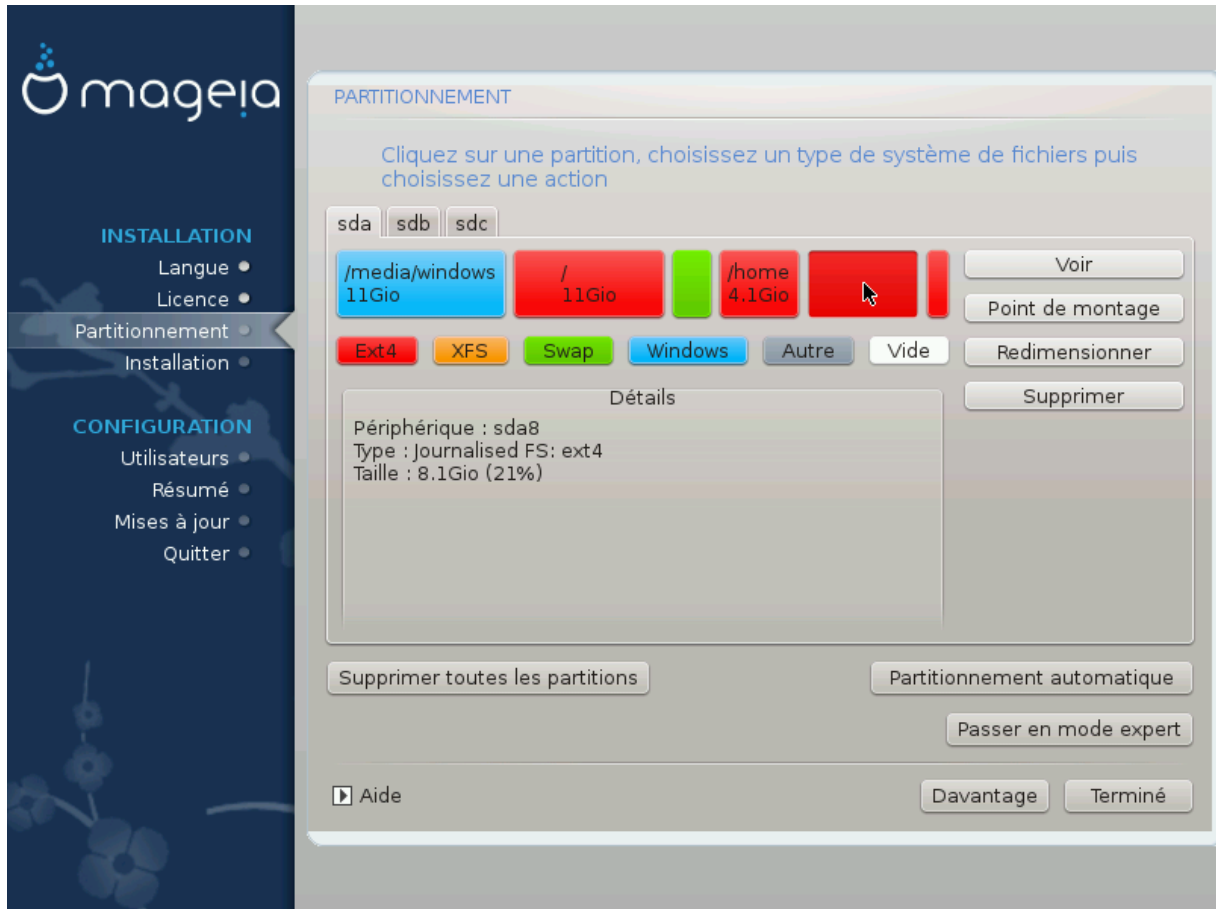 mageia
INSTALLATION
Langue
Licence
Partitionnement
Installation
CONFIGURATION
Utilisateurs
Résumé
Mises à jour
Quitter
PARTITIONNEMENT
Cliquez sur une partition, choisissez un type de système de fichiers puis
choisissez une action
sda sdb sdc
/media/windows
11Gio
/
11Gio
/home
4.1Gio
Ext4 XFS Swap Windows Autre Vide
Voir
Point de montage
Redimensionner
Supprimer
Détails
Périphérique : sda8
Type : Journalised FS: ext4
Taille : 8.1Gio (21%)
Supprimer toutes les partitions
Partitionnement automatique
Passer en mode expert
Aide
Davantage
Terminé